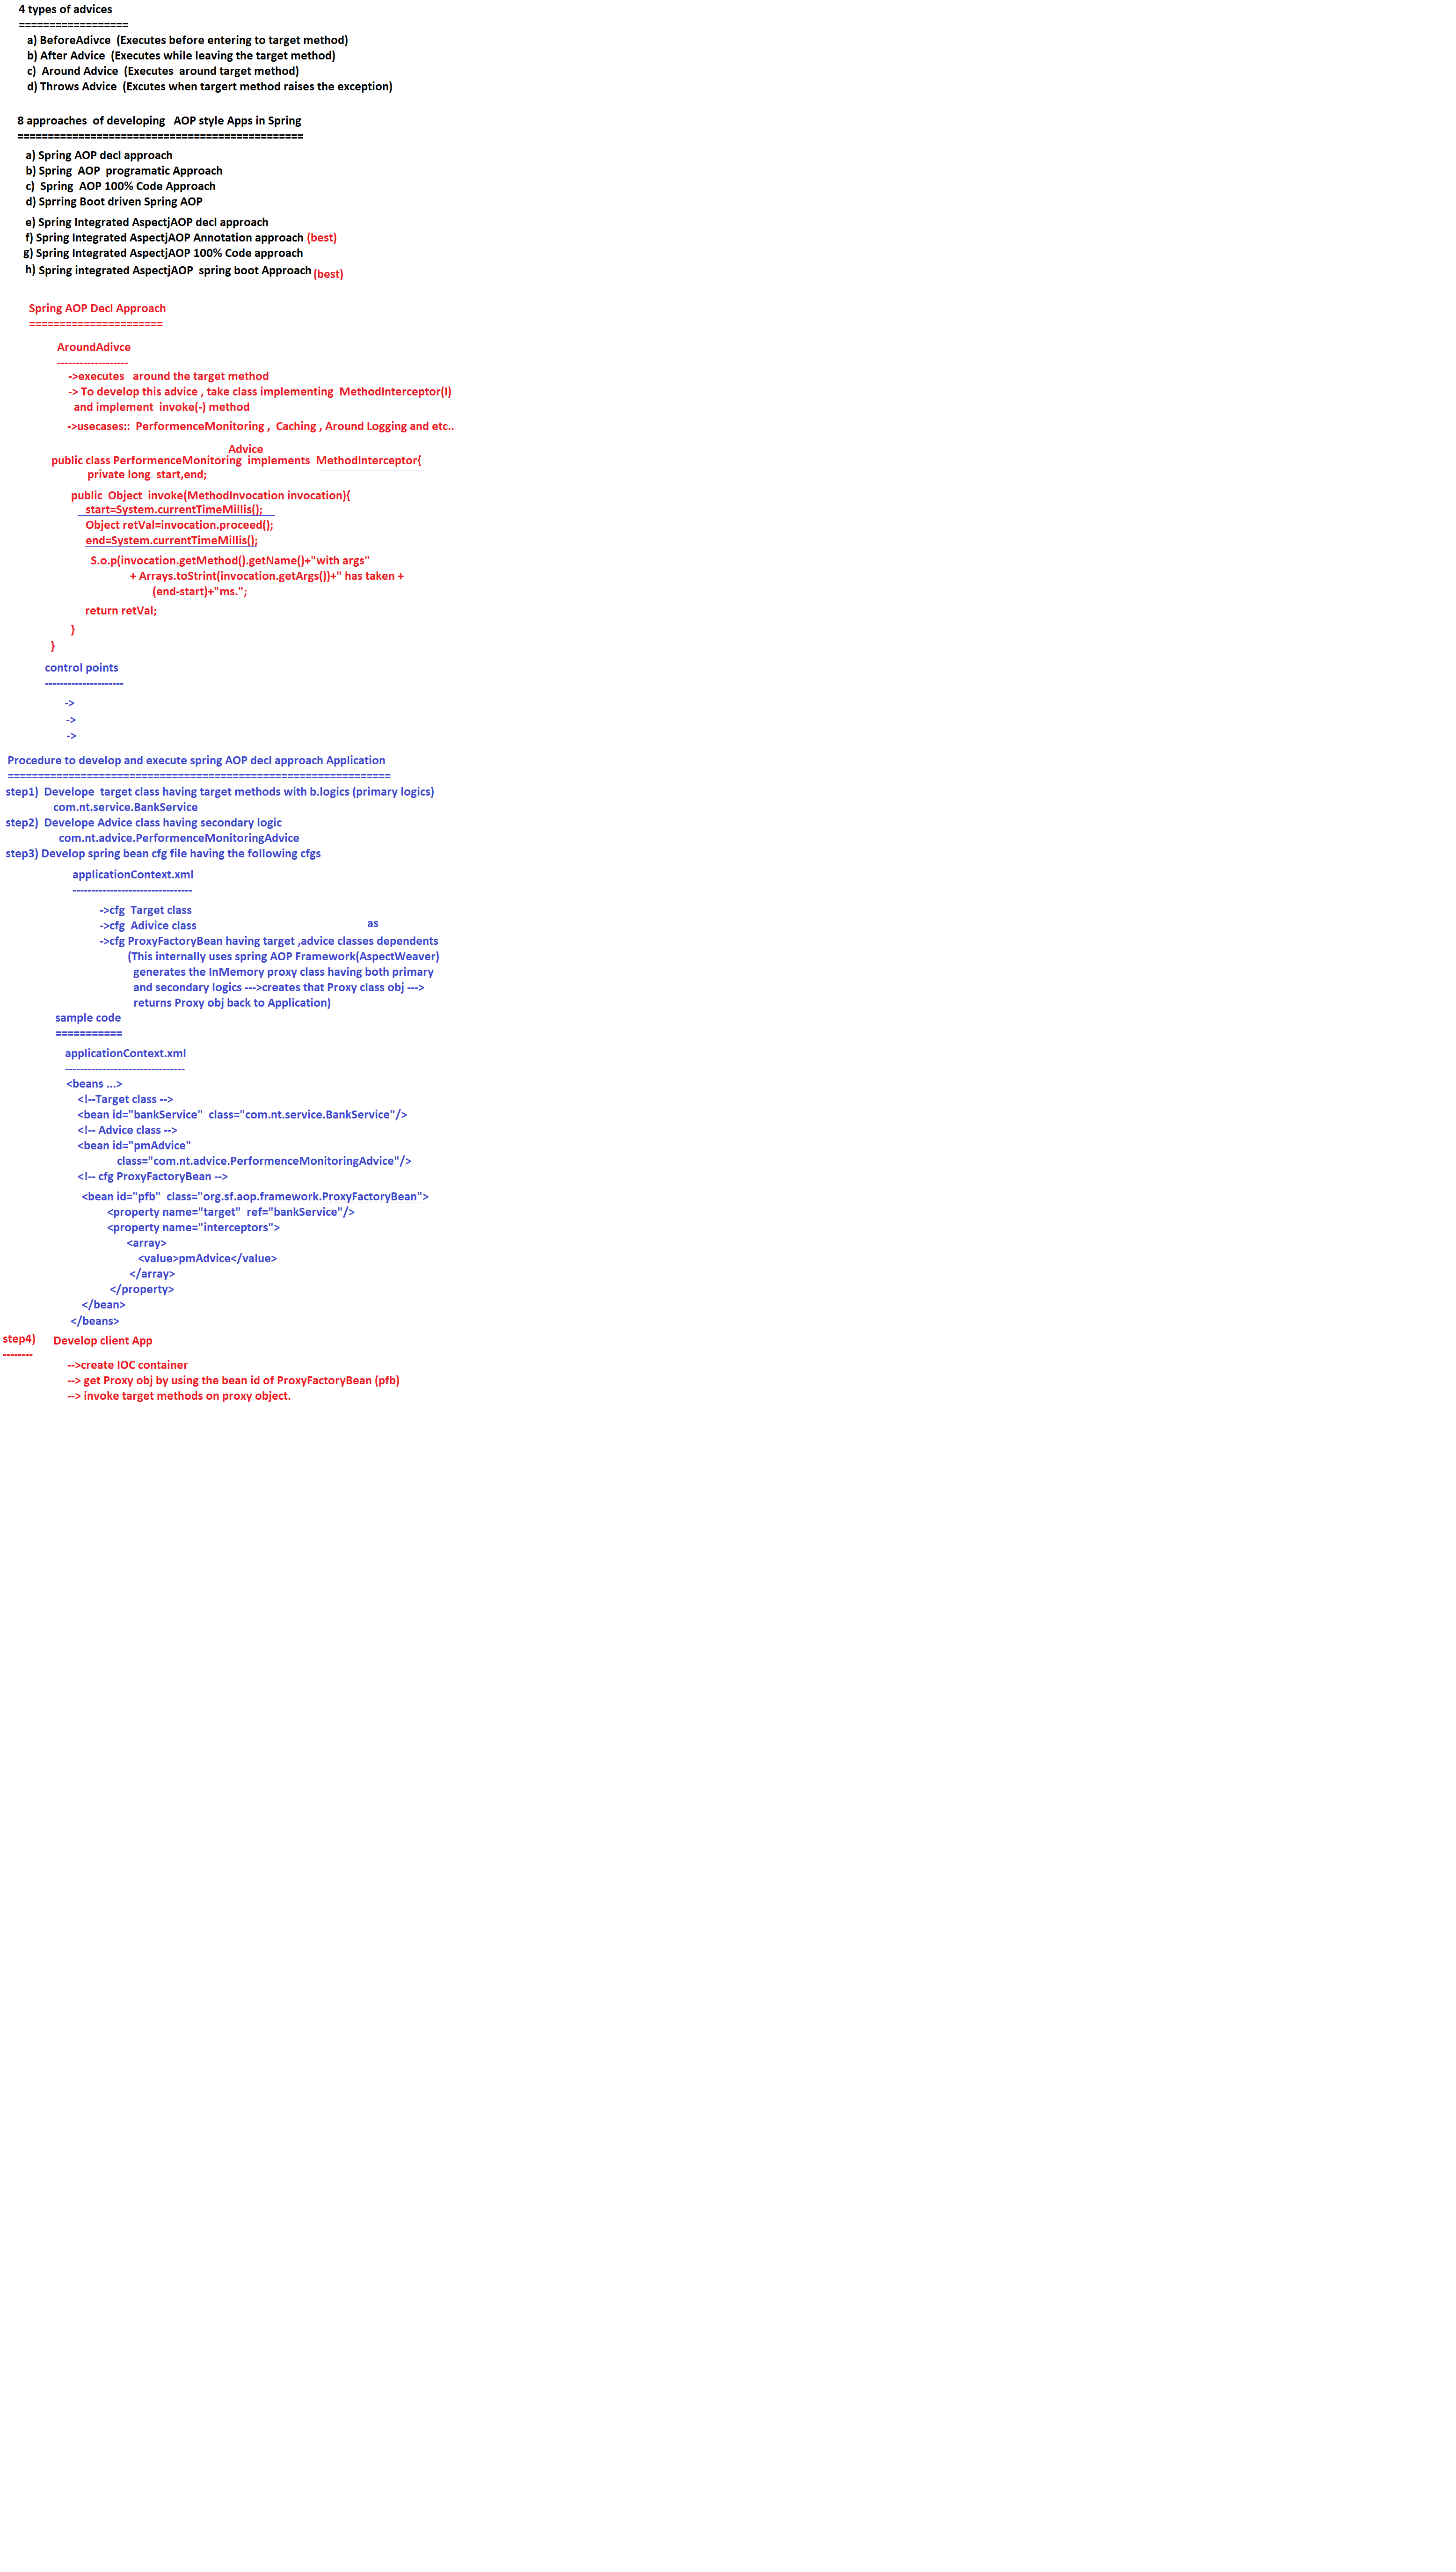 4 types of advices
==================
a) BeforeAdivce  (Executes before entering to target method)
b) After Advice  (Executes while leaving the target method)
c)  Around Advice  (Executes  around target method)
d) Throws Advice  (Excutes when targert method raises the exception)
8 approaches  of developing   AOP style Apps in Spring
===============================================
a) Spring AOP decl approach
b) Spring  AOP  programatic Approach
c)  Spring  AOP 100% Code Approach
d) Sprring Boot driven Spring AOP
e) Spring Integrated AspectjAOP decl approach
f) Spring Integrated AspectjAOP Annotation approach (best)
g) Spring Integrated AspectjAOP 100% Code approach
h) Spring integrated AspectjAOP  spring boot Approach (best)
Spring AOP Decl Approach
======================
AroundAdivce
-------------------
->executes   around the target method
-> To develop this advice , take class implementing  MethodInterceptor(I)
and implement  invoke(-) method
->usecases::  PerformenceMonitoring ,  Caching , Around Logging and etc..
Advice
public class PerformenceMonitoring  implements  MethodInterceptor{
private long  start,end;
public  Object  invoke(MethodInvocation invocation){
start=System.currentTimeMillis();
Object retVal=invocation.proceed();
end=System.currentTimeMillis();
S.o.p(invocation.getMethod().getName()+"with args"
+ Arrays.toStrint(invocation.getArgs())+" has taken +
(end-start)+"ms.";
return retVal;
}
}
control points
---------------------
->
->
->
Procedure to develop and execute spring AOP decl approach Application
===============================================================
step1)  Develope  target class having target methods with b.logics (primary logics)
com.nt.service.BankService
step2)  Develope Advice class having secondary logic
com.nt.advice.PerformenceMonitoringAdvice
step3) Develop spring bean cfg file having the following cfgs
applicationContext.xml
--------------------------------
->cfg  Target class
->cfg  Adivice class
as
->cfg ProxyFactoryBean having target ,advice classes dependents
(This internally uses spring AOP Framework(AspectWeaver)
generates the InMemory proxy class having both primary
and secondary logics --->creates that Proxy class obj --->
returns Proxy obj back to Application)
sample code
===========
applicationContext.xml
--------------------------------
<beans ...>
<!--Target class -->
<bean id="bankService"  class="com.nt.service.BankService"/>
<!-- Advice class -->
<bean id="pmAdvice"
class="com.nt.advice.PerformenceMonitoringAdvice"/>
<!-- cfg ProxyFactoryBean -->
<bean id="pfb"  class="org.sf.aop.framework.ProxyFactoryBean">
<property name="target"  ref="bankService"/>
<property name="interceptors">
<array>
<value>pmAdvice</value>
</array>
</property>
</bean>
</beans>
step4)    Develop client App
--------
-->create IOC container
--> get Proxy obj by using the bean id of ProxyFactoryBean (pfb)
--> invoke target methods on proxy object.